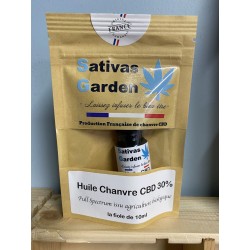 FRANCE
Sativas
Garden
Laissez infuser le bien être
Production Française de chanvre CBD
Sativas
Garden
Huile Chanvre CBD 30%
Full Spectrum issu agriculture biologique
la fiole de 10ml